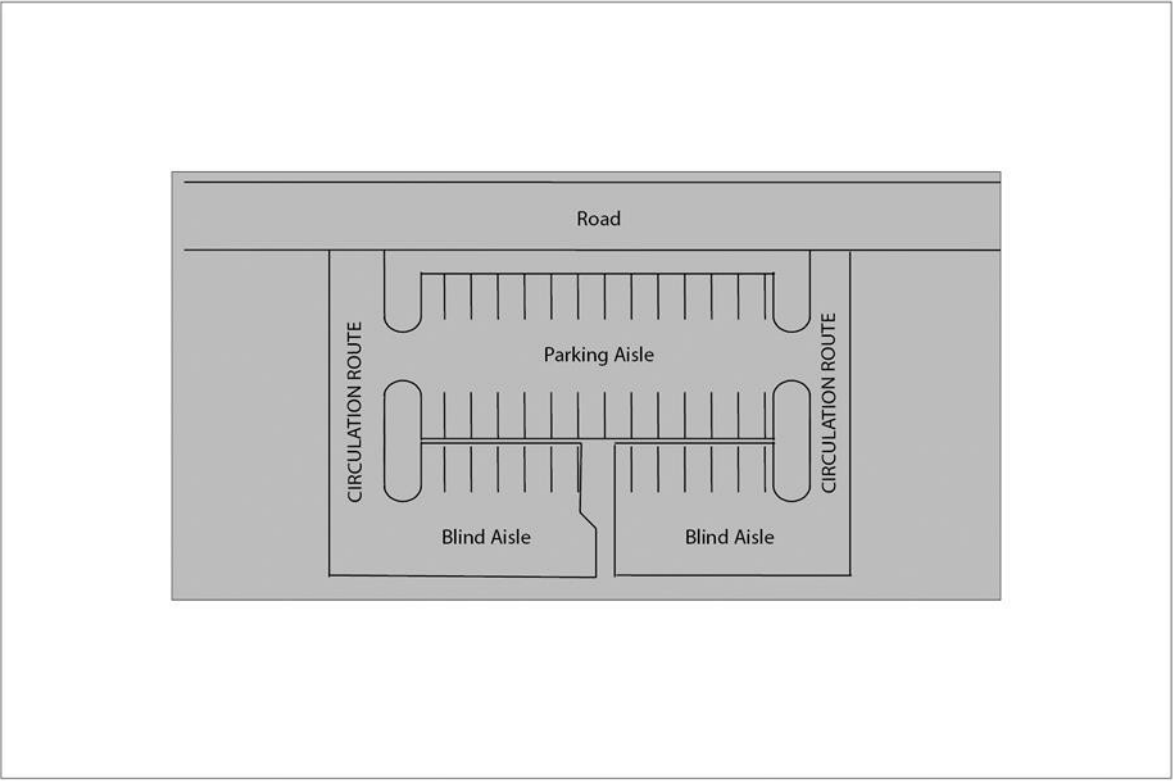 Road
CIRCULATION ROUTE
Parking Aisle
CIRCULATION ROUTE
Blind Aisle
Blind Aisle